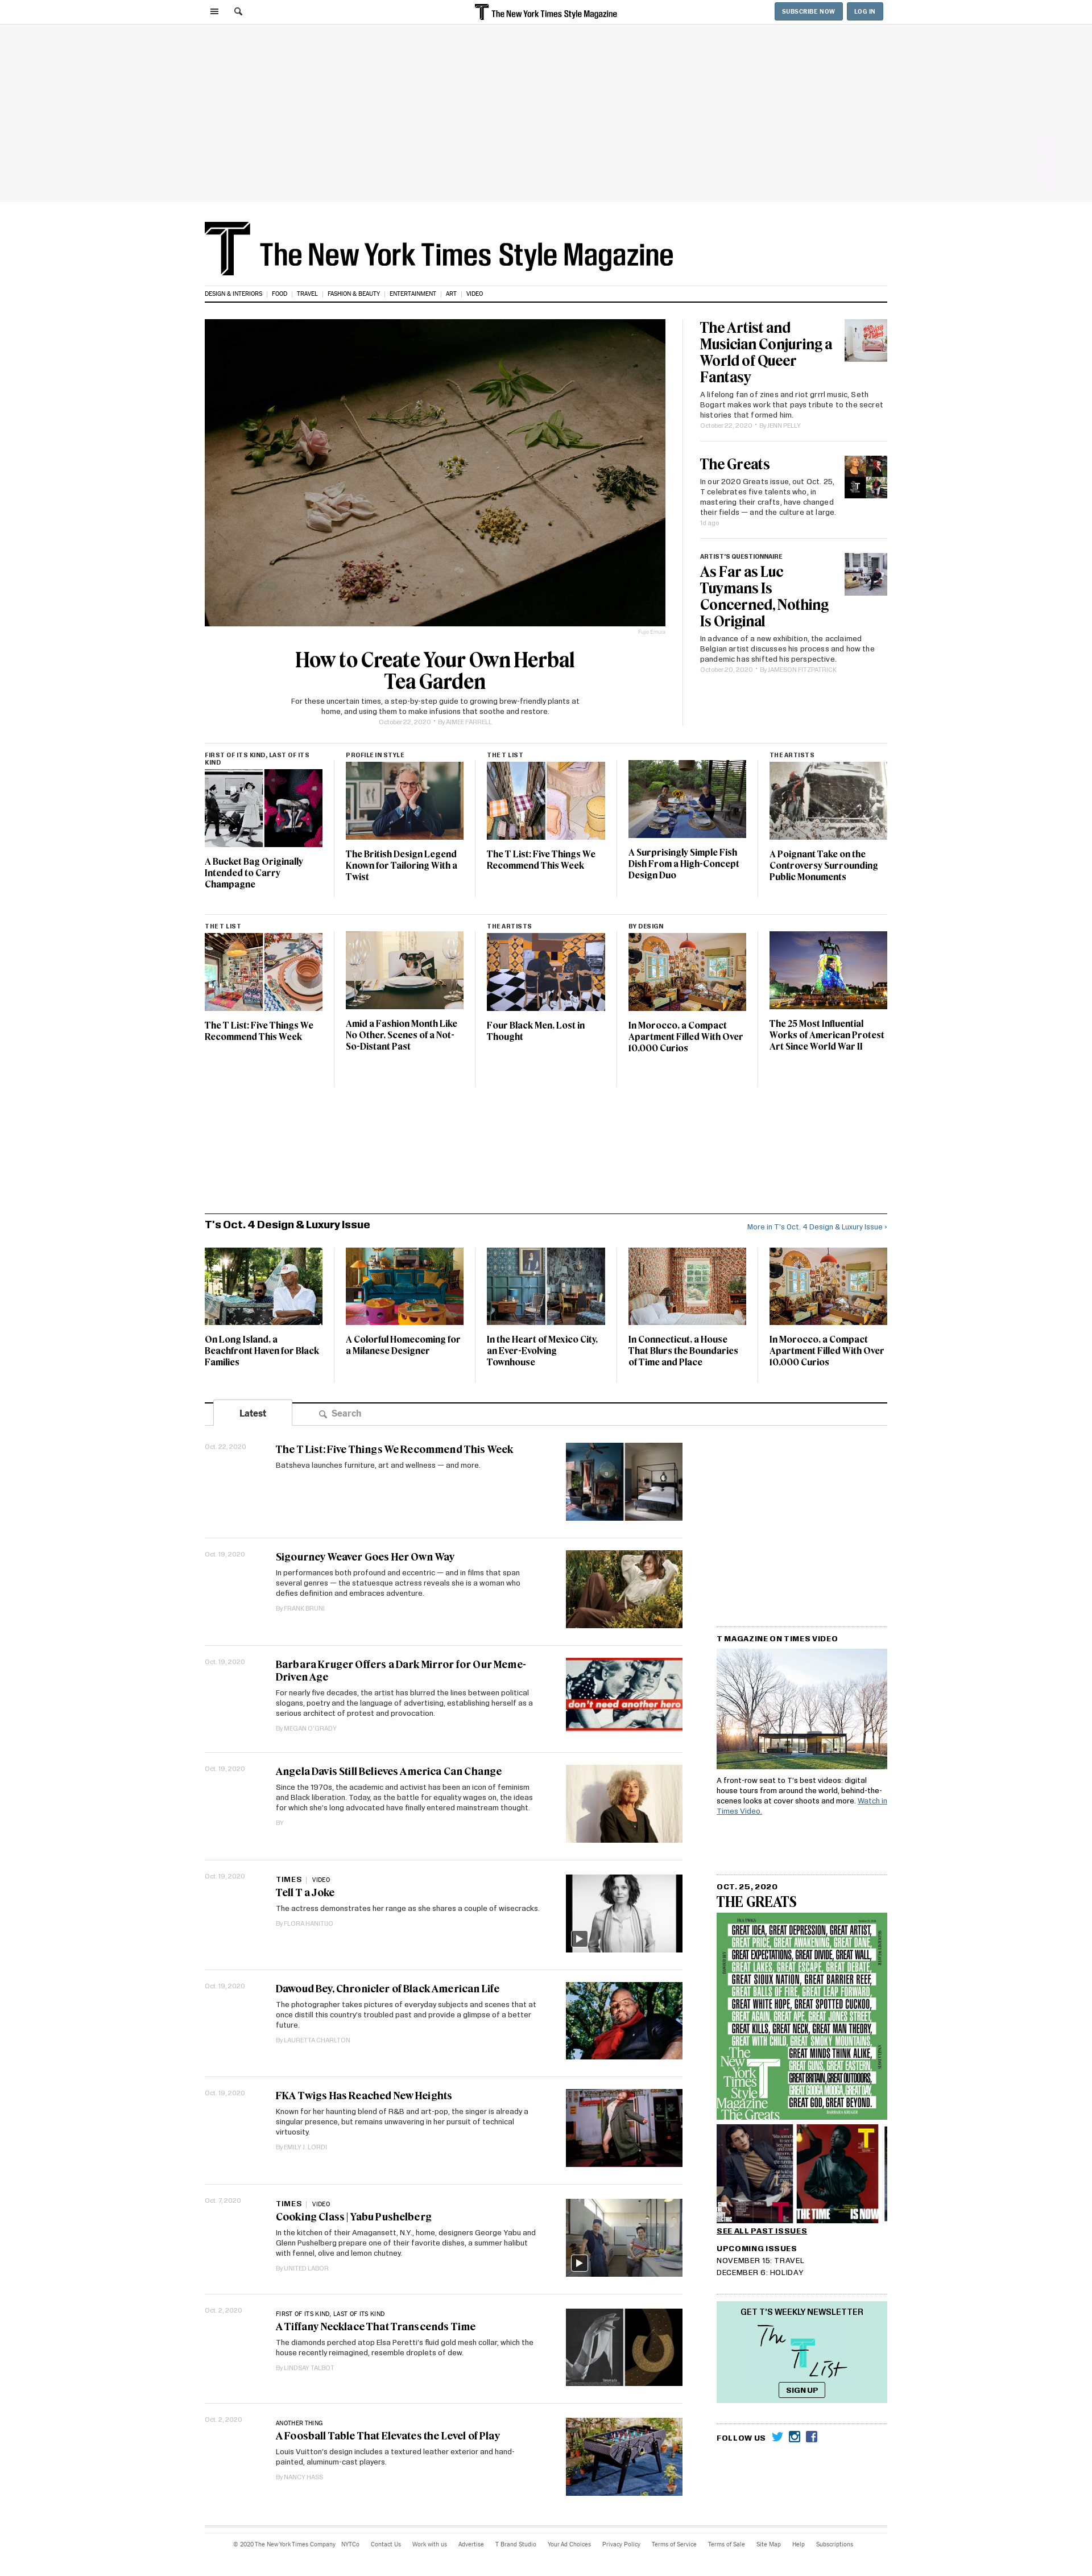 The New York Times Style Magazine
SUBSCRIBE NOW
LOG IN
The New York Times Style Magazine
DESIGN & INTERIORS
FOOD
TRAVEL
FASHION & BEAUTY
ENTERTAINMENT
ART
VIDEO
How to Create Your Own Herbal
Tea Garden
For these uncertain times, a step-by-step guide to growing brew-friendly plants at
home, and using them to make infusions that soothe and restore.
October 22, 2020 • By AIMEE FARRELL
The Artist and
Musician Conjuring a
World of Queer
Fantasy
A lifelong fan of zines and riot grrrl music, Seth
Bogart makes work that pays tribute to the secret
histories that formed him.
October 22, 2020 • By JENN PELLY
The Greats
In our 2020 Greats issue, out Oct. 25,
T celebrates five talents who, in
mastering their crafts, have changed
their fields — and the culture at large.
1d ago
ARTIST'S QUESTIONNAIRE
As Far as Luc
Tuymans Is
Concerned, Nothing
Is Original
In advance of a new exhibition, the acclaimed
Belgian artist discusses his process and how the
pandemic has shifted his perspective.
October 20, 2020 • By JAMESON FITZPATRICK
FIRST OF ITS KIND, LAST OF ITS
KIND
A Bucket Bag Originally
Intended to Carry
Champagne
PROFILE IN STYLE
The British Design Legend
Known for Tailoring With a
Twist
THE T LIST
The T List: Five Things We
Recommend This Week
A Surprisingly Simple Fish
Dish From a High-Concept
Design Duo
THE ARTISTS
A Poignant Take on the
Controversy Surrounding
Public Monuments
THE T LIST
The T List: Five Things We
Recommend This Week
Amid a Fashion Month Like
No Other, Scenes of a Not-
So-Distant Past
THE ARTISTS
Four Black Men, Lost in
Thought
BY DESIGN
In Morocco, a Compact
Apartment Filled With Over
10,000 Curios
The 25 Most Influential
Works of American Protest
Art Since World War II
T's Oct. 4 Design & Luxury Issue
More in T's Oct. 4 Design & Luxury Issue ›
On Long Island, a
Beachfront Haven for Black
Families
A Colorful Homecoming for
a Milanese Designer
In the Heart of Mexico City,
an Ever-Evolving
Townhouse
In Connecticut, a House
That Blurs the Boundaries
of Time and Place
In Morocco, a Compact
Apartment Filled With Over
10,000 Curios
Latest
Search
Oct. 22, 2020
The T List: Five Things We Recommend This Week
Batsheva launches furniture, art and wellness — and more.
Oct. 19, 2020
Sigourney Weaver Goes Her Own Way
In performances both profound and eccentric — and in films that span
several genres — the statuesque actress reveals she is a woman who
defies definition and embraces adventure.
By FRANK BRUNI
Oct. 19, 2020
Barbara Kruger Offers a Dark Mirror for Our Meme-
Driven Age
For nearly five decades, the artist has blurred the lines between political
slogans, poetry and the language of advertising, establishing herself as a
serious architect of protest and provocation.
By MEGAN O'GRADY
don't need another hero
Oct. 19, 2020
Angela Davis Still Believes America Can Change
Since the 1970s, the academic and activist has been an icon of feminism
and Black liberation. Today, as the battle for equality wages on, the ideas
for which she's long advocated have finally entered mainstream thought.
BY
Oct. 19, 2020
TIMES | VIDEO
Tell T a Joke
The actress demonstrates her range as she shares a couple of wisecracks.
By FLORA HANITIJO
Oct. 19, 2020
Dawoud Bey, Chronicler of Black American Life
The photographer takes pictures of everyday subjects and scenes that at
once distill this country's troubled past and provide a glimpse of a better
future.
By LAURETTA CHARLTON
Oct. 19, 2020
FKA Twigs Has Reached New Heights
Known for her haunting blend of R&B and art-pop, the singer is already a
singular presence, but remains unwavering in her pursuit of technical
virtuosity.
By EMILY J. LORDI
Oct. 7, 2020
TIMES | VIDEO
Cooking Class | Yabu Pushelberg
In the kitchen of their Amagansett, N.Y., home, designers George Yabu and
Glenn Pushelberg prepare one of their favorite dishes, a summer halibut
with fennel, olive and lemon chutney.
By UNITED LABOR
Oct. 2, 2020
FIRST OF ITS KIND, LAST OF ITS KIND
A Tiffany Necklace That Transcends Time
The diamonds perched atop Elsa Peretti's fluid gold mesh collar, which the
house recently reimagined, resemble droplets of dew.
By LINDSAY TALBOT
Oct. 2, 2020
ANOTHER THING
A Foosball Table That Elevates the Level of Play
Louis Vuitton's design includes a textured leather exterior and hand-
painted, aluminum-cast players.
By NANCY HASS
T MAGAZINE ON TIMES VIDEO
A front-row seat to T's best videos: digital
house tours from around the world, behind-the-
scenes looks at cover shoots and more. Watch in
Times Video.
OCT. 25, 2020
THE GREATS
GREAT IDEA, GREAT DEPRESSION, GREAT ARTIST,
GREAT PRICE, GREAT AWAKENING, GREAT DANE,
GREAT EXPECTATIONS, GREAT DIVIDE, GREAT WALL,
GREAT LAKES, GREAT ESCAPE, GREAT DEBATE,
GREAT SIOUX NATION, GREAT BARRIER REEF,
GREAT BALLS OF FIRE, GREAT LEAP FORWARD,
GREAT WHITE HOPE, GREAT SPOTTED CUCKOO,
GREAT AGAIN, GREAT APE, GREAT JONES STREET,
GREAT KILLS, GREAT NECK, GREAT MAN THEORY,
GREAT WITH CHILD, GREAT SMOKY MOUNTAINS,
GREAT MINDS THINK ALIKE,
GREAT GUNS, GREAT EASTERN,
GREAT BRITAIN, GREAT OUTDOORS,
GREAT GOOGA MOOGA, GREAT DAY,
GREAT GOD, GREAT BEYOND.
The
New
York
Times
Style
Magazine
The Greats
THE TIME IS NOW
SEE ALL PAST ISSUES
UPCOMING ISSUES
NOVEMBER 15: TRAVEL
DECEMBER 6: HOLIDAY
GET T'S WEEKLY NEWSLETTER
The T List
SIGN UP
FOLLOW US
© 2020 The New York Times Company
NYTCo
Contact Us
Work with us
Advertise
T Brand Studio
Your Ad Choices
Privacy Policy
Terms of Service
Terms of Sale
Site Map
Help
Subscriptions